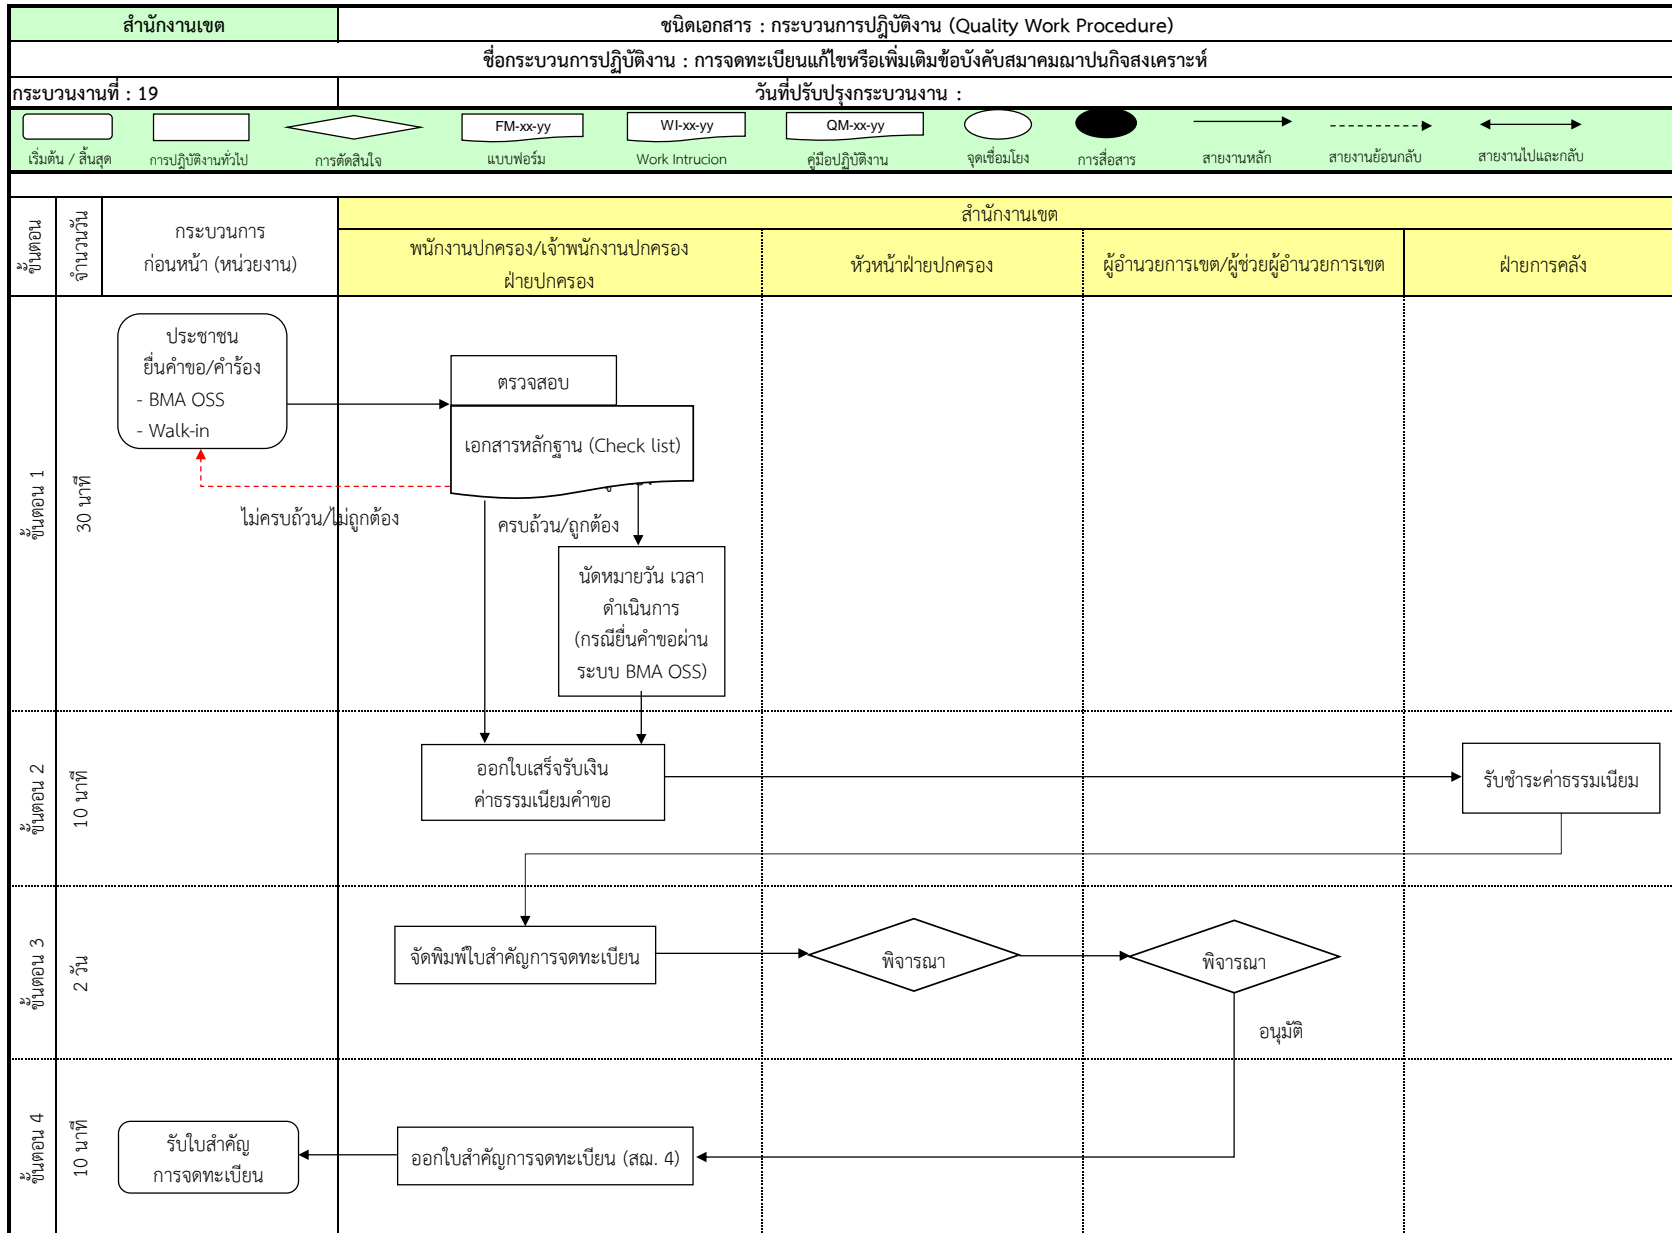 สำนักงานเขต
ชนิดเอกสาร : กระบวนการปฏิบัติงาน (Quality Work Procedure)
ชื่อกระบวนการปฏิบัติงาน : การจดทะเบียนแก้ไขหรือเพิ่มเติมข้อบังคับสมาคมฌาปนกิจสงเคราะห์
กระบวนงานที่ : 19
วันที่ปรับปรุงกระบวนงาน :
FM-xx-yy
WI-xx-yy
QM-xx-yy
เริ่มต้น / สิ้นสุด
การปฏิบัติงานทั่วไป
การตัดสินใจ
แบบฟอร์ม
Work Intrucion
คู่มือปฏิบัติงาน
จุดเชื่อมโยง
การสื่อสาร
สายงานหลัก
สายงานย้อนกลับ
สายงานไปและกลับ
ขั้นตอน
จำนวนวัน
กระบวนการ
ก่อนหน้า (หน่วยงาน)
สำนักงานเขต
พนักงานปกครอง/เจ้าพนักงานปกครอง
ฝ่ายปกครอง
หัวหน้าฝ่ายปกครอง
ผู้อำนวยการเขต/ผู้ช่วยผู้อำนวยการเขต
ฝ่ายการคลัง
ขั้นตอน 1
30 นาที
ประชาชน
ยื่นคำขอ/คำร้อง
- BMA OSS
- Walk-in
ตรวจสอบ
เอกสารหลักฐาน (Check list)
ไม่ครบถ้วน/ไม่ถูกต้อง
ครบถ้วน/ถูกต้อง
นัดหมายวัน เวลา
ดำเนินการ
(กรณียื่นคำขอผ่าน
ระบบ BMA OSS)
ขั้นตอน 2
10 นาที
ออกใบเสร็จรับเงิน
ค่าธรรมเนียมคำขอ
รับชำระค่าธรรมเนียม
ขั้นตอน 3
2 วัน
จัดพิมพ์ใบสำคัญการจดทะเบียน
พิจารณา
พิจารณา
อนุมัติ
ขั้นตอน 4
10 นาที
รับใบสำคัญ
การจดทะเบียน
ออกใบสำคัญการจดทะเบียน (สฌ. 4)